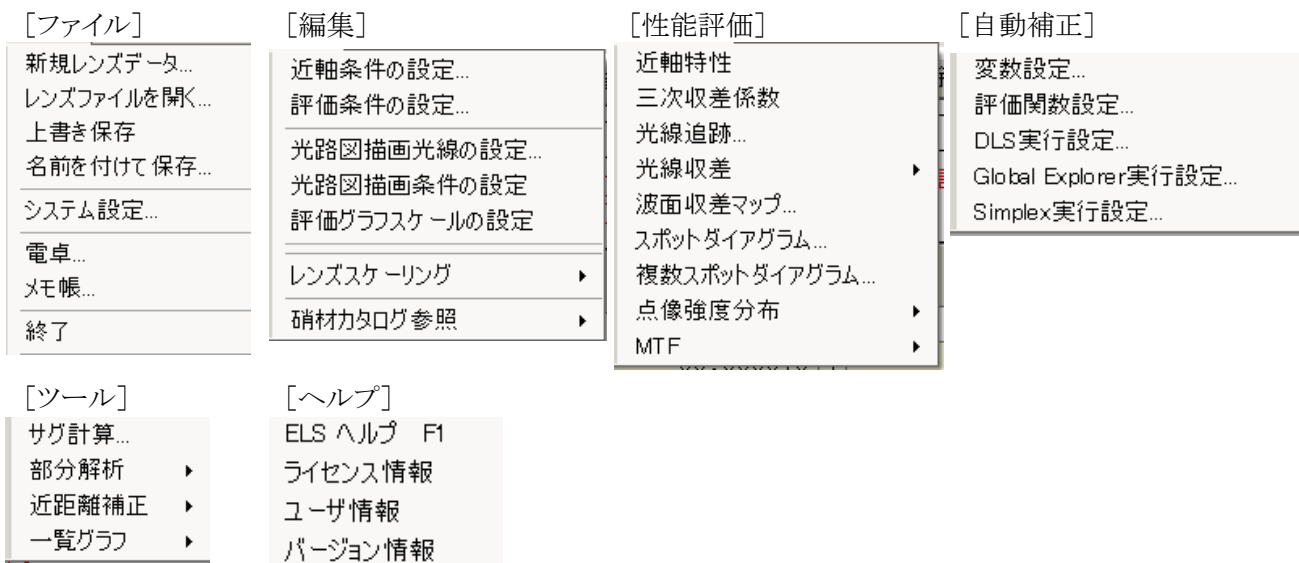 ［ファイル］
新規レンズデータ...
レンズファイルを開く...
上書き保存
名前を付けて保存...
システム設定...
電卓...
メモ帳...
終了
［編集］
近軸条件の設定...
評価条件の設定...
光路図描画光線の設定...
光路図描画条件の設定
評価グラフスケールの設定
レンズスケーリング
硝材カタログ参照
［性能評価］
近軸特性
三次収差係数
光線追跡...
光線収差
波面収差マップ...
スポットダイアグラム...
複数スポットダイアグラム...
点像強度分布
MTF
［自動補正］
変数設定...
評価関数設定...
DLS実行設定...
Global Explorer実行設定...
Simplex実行設定...
［ツール］
サグ計算...
部分解析
近距離補正
一覧グラフ
［ヘルプ］
ELS ヘルプ F1
ライセンス情報
ユーザ情報
バージョン情報